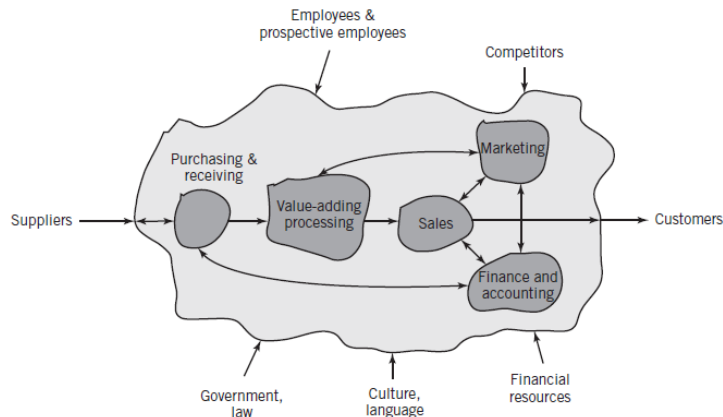 Employees &
prospective employees
Competitors
Purchasing &
receiving
Marketing
Suppliers
Value-adding
processing
Sales
Customers
Finance and
accounting
Government,
law
Culture,
language
Financial
resources